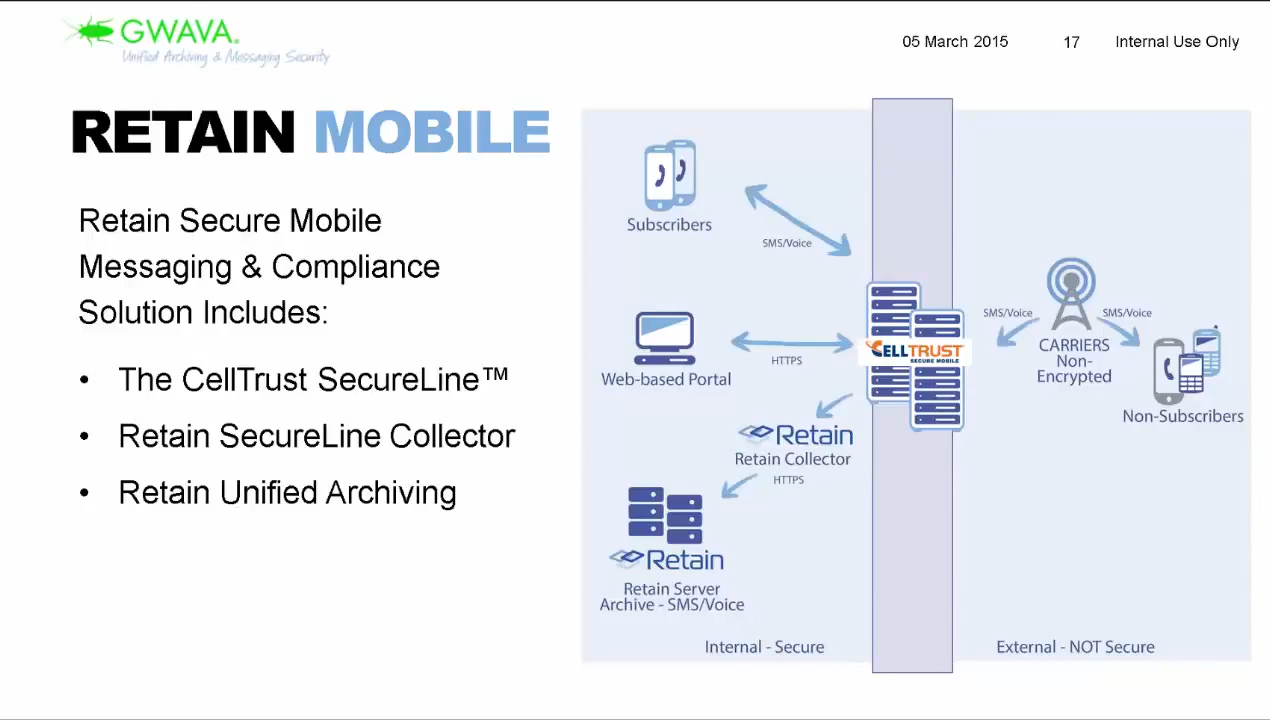 GWAVA.
Unified Archiving & Messaging Security
05 March 2015
17
Internal Use Only
RETAIN MOBILE
Retain Secure Mobile
Messaging & Compliance
Solution Includes:
• The CellTrust SecureLine™
• Retain SecureLine Collector
• Retain Unified Archiving
Subscribers
SMS/Voice
Web-based Portal
HTTPS
CELLTRUST
SECURE MOBILE
SMS/Voice
SMS/Voice
CARRIERS
Non-
Encrypted
Non-Subscribers
Retain
Retain Collector
HTTPS
Retain
Retain Server
Archive - SMS/Voice
Internal - Secure
External - NOT Secure